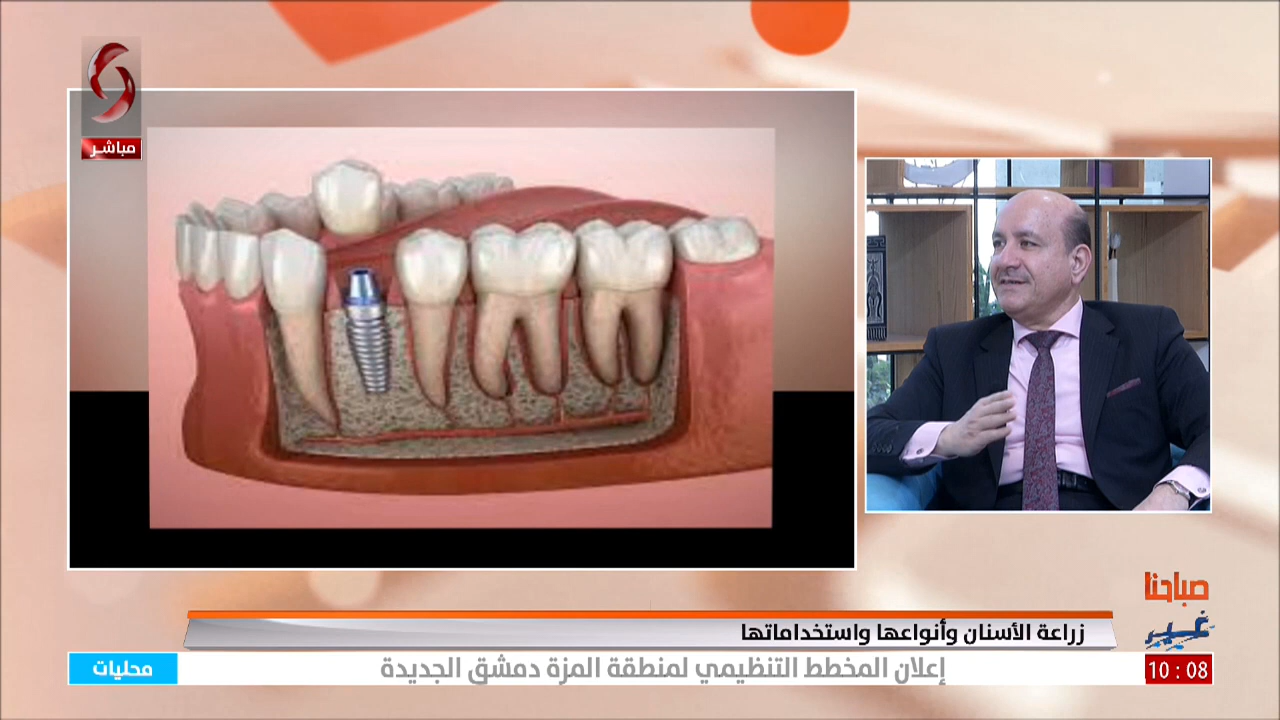 مباشر
صباحنا
غير
زراعة الأسنان وأنواعها واستخداماتها
محليات
إعلان المخطط التنظيمي لمنطقة المزة دمشق الجديدة
10 : 08